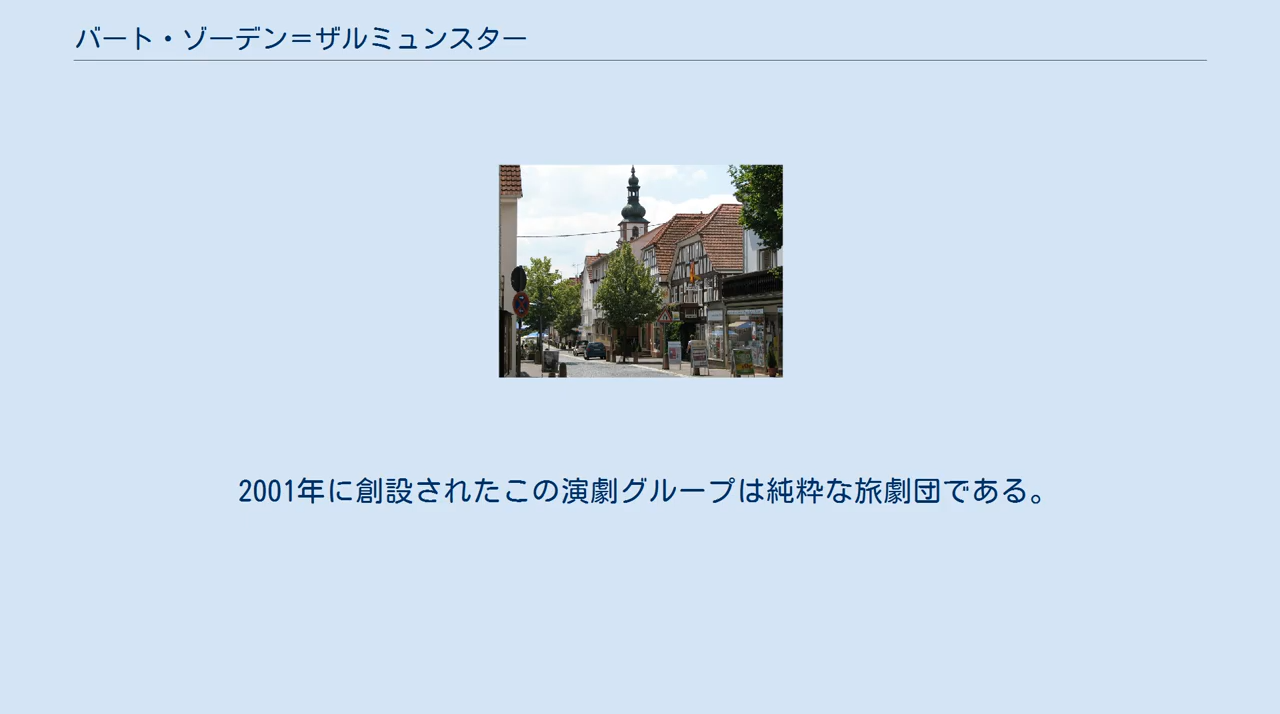 バート・ゾーデン＝ザルミュンスター
2001年に創設されたこの演劇グループは純粋な旅劇団である。